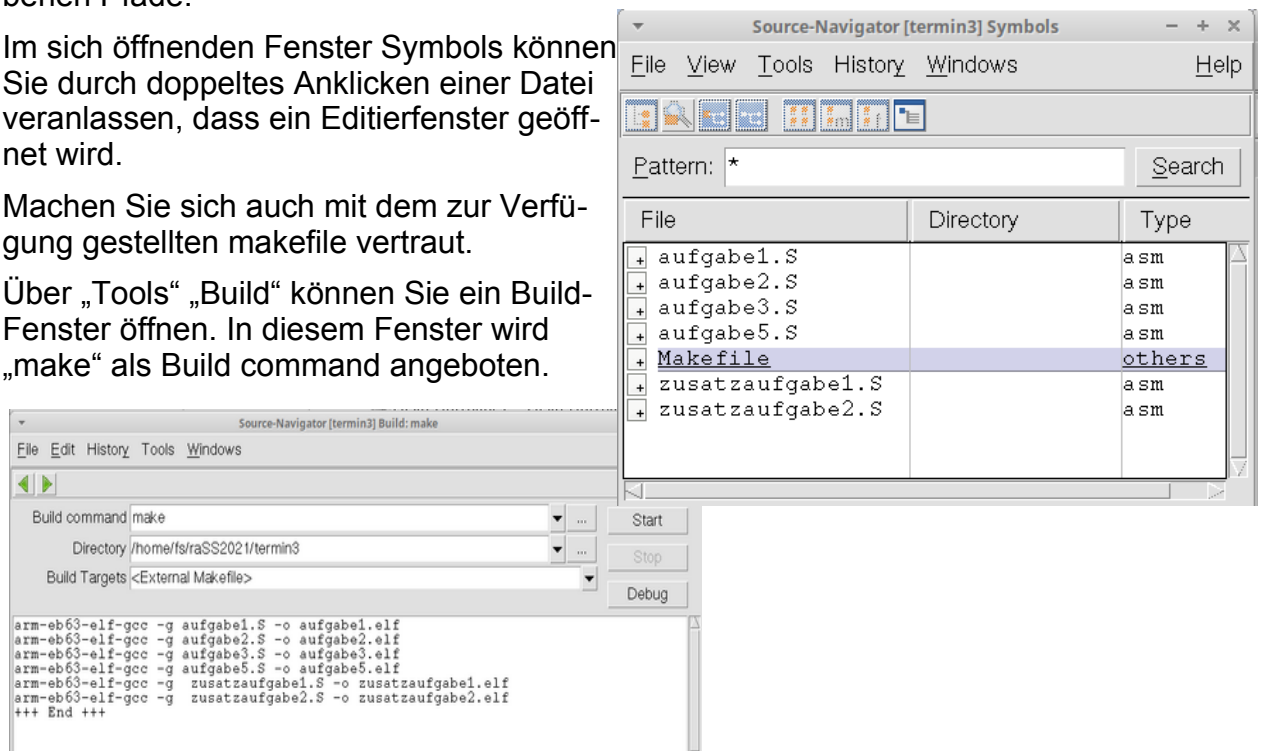 benen Pfade.
Im sich öffnenden Fenster Symbols können
Sie durch doppeltes Anklicken einer Datei
veranlassen, dass ein Editierfenster geöff-
net wird.
Machen Sie sich auch mit dem zur Verfü-
gung gestellten makefile vertraut.
Über „Tools“ „Build“ können Sie ein Build-
Fenster öffnen. In diesem Fenster wird
„make“ als Build command angeboten.
Source-Navigator [termin3] Symbols
File View Tools History Windows Help
Pattern: * Search
File Directory Type
aufgabe1.S asm
aufgabe2.S asm
aufgabe3.S asm
aufgabe5.S asm
Makefile others
zusatzaufgabe1.S asm
zusatzaufgabe2.S asm
Source-Navigator [termin3] Build: make
File Edit History Tools Windows
Build command make ... Start
Directory /home/fs/raSS2021/termin3 ... Stop
Build Targets <External Makefile>
Debug
arm-eb63-elf-gcc -g aufgabe1.S -o aufgabe1.elf
arm-eb63-elf-gcc -g aufgabe2.S -o aufgabe2.elf
arm-eb63-elf-gcc -g aufgabe3.S -o aufgabe3.elf
arm-eb63-elf-gcc -g aufgabe5.S -o aufgabe5.elf
arm-eb63-elf-gcc -g  zusatzaufgabe1.S -o zusatzaufgabe1.elf
arm-eb63-elf-gcc -g  zusatzaufgabe2.S -o zusatzaufgabe2.elf
+++ End +++